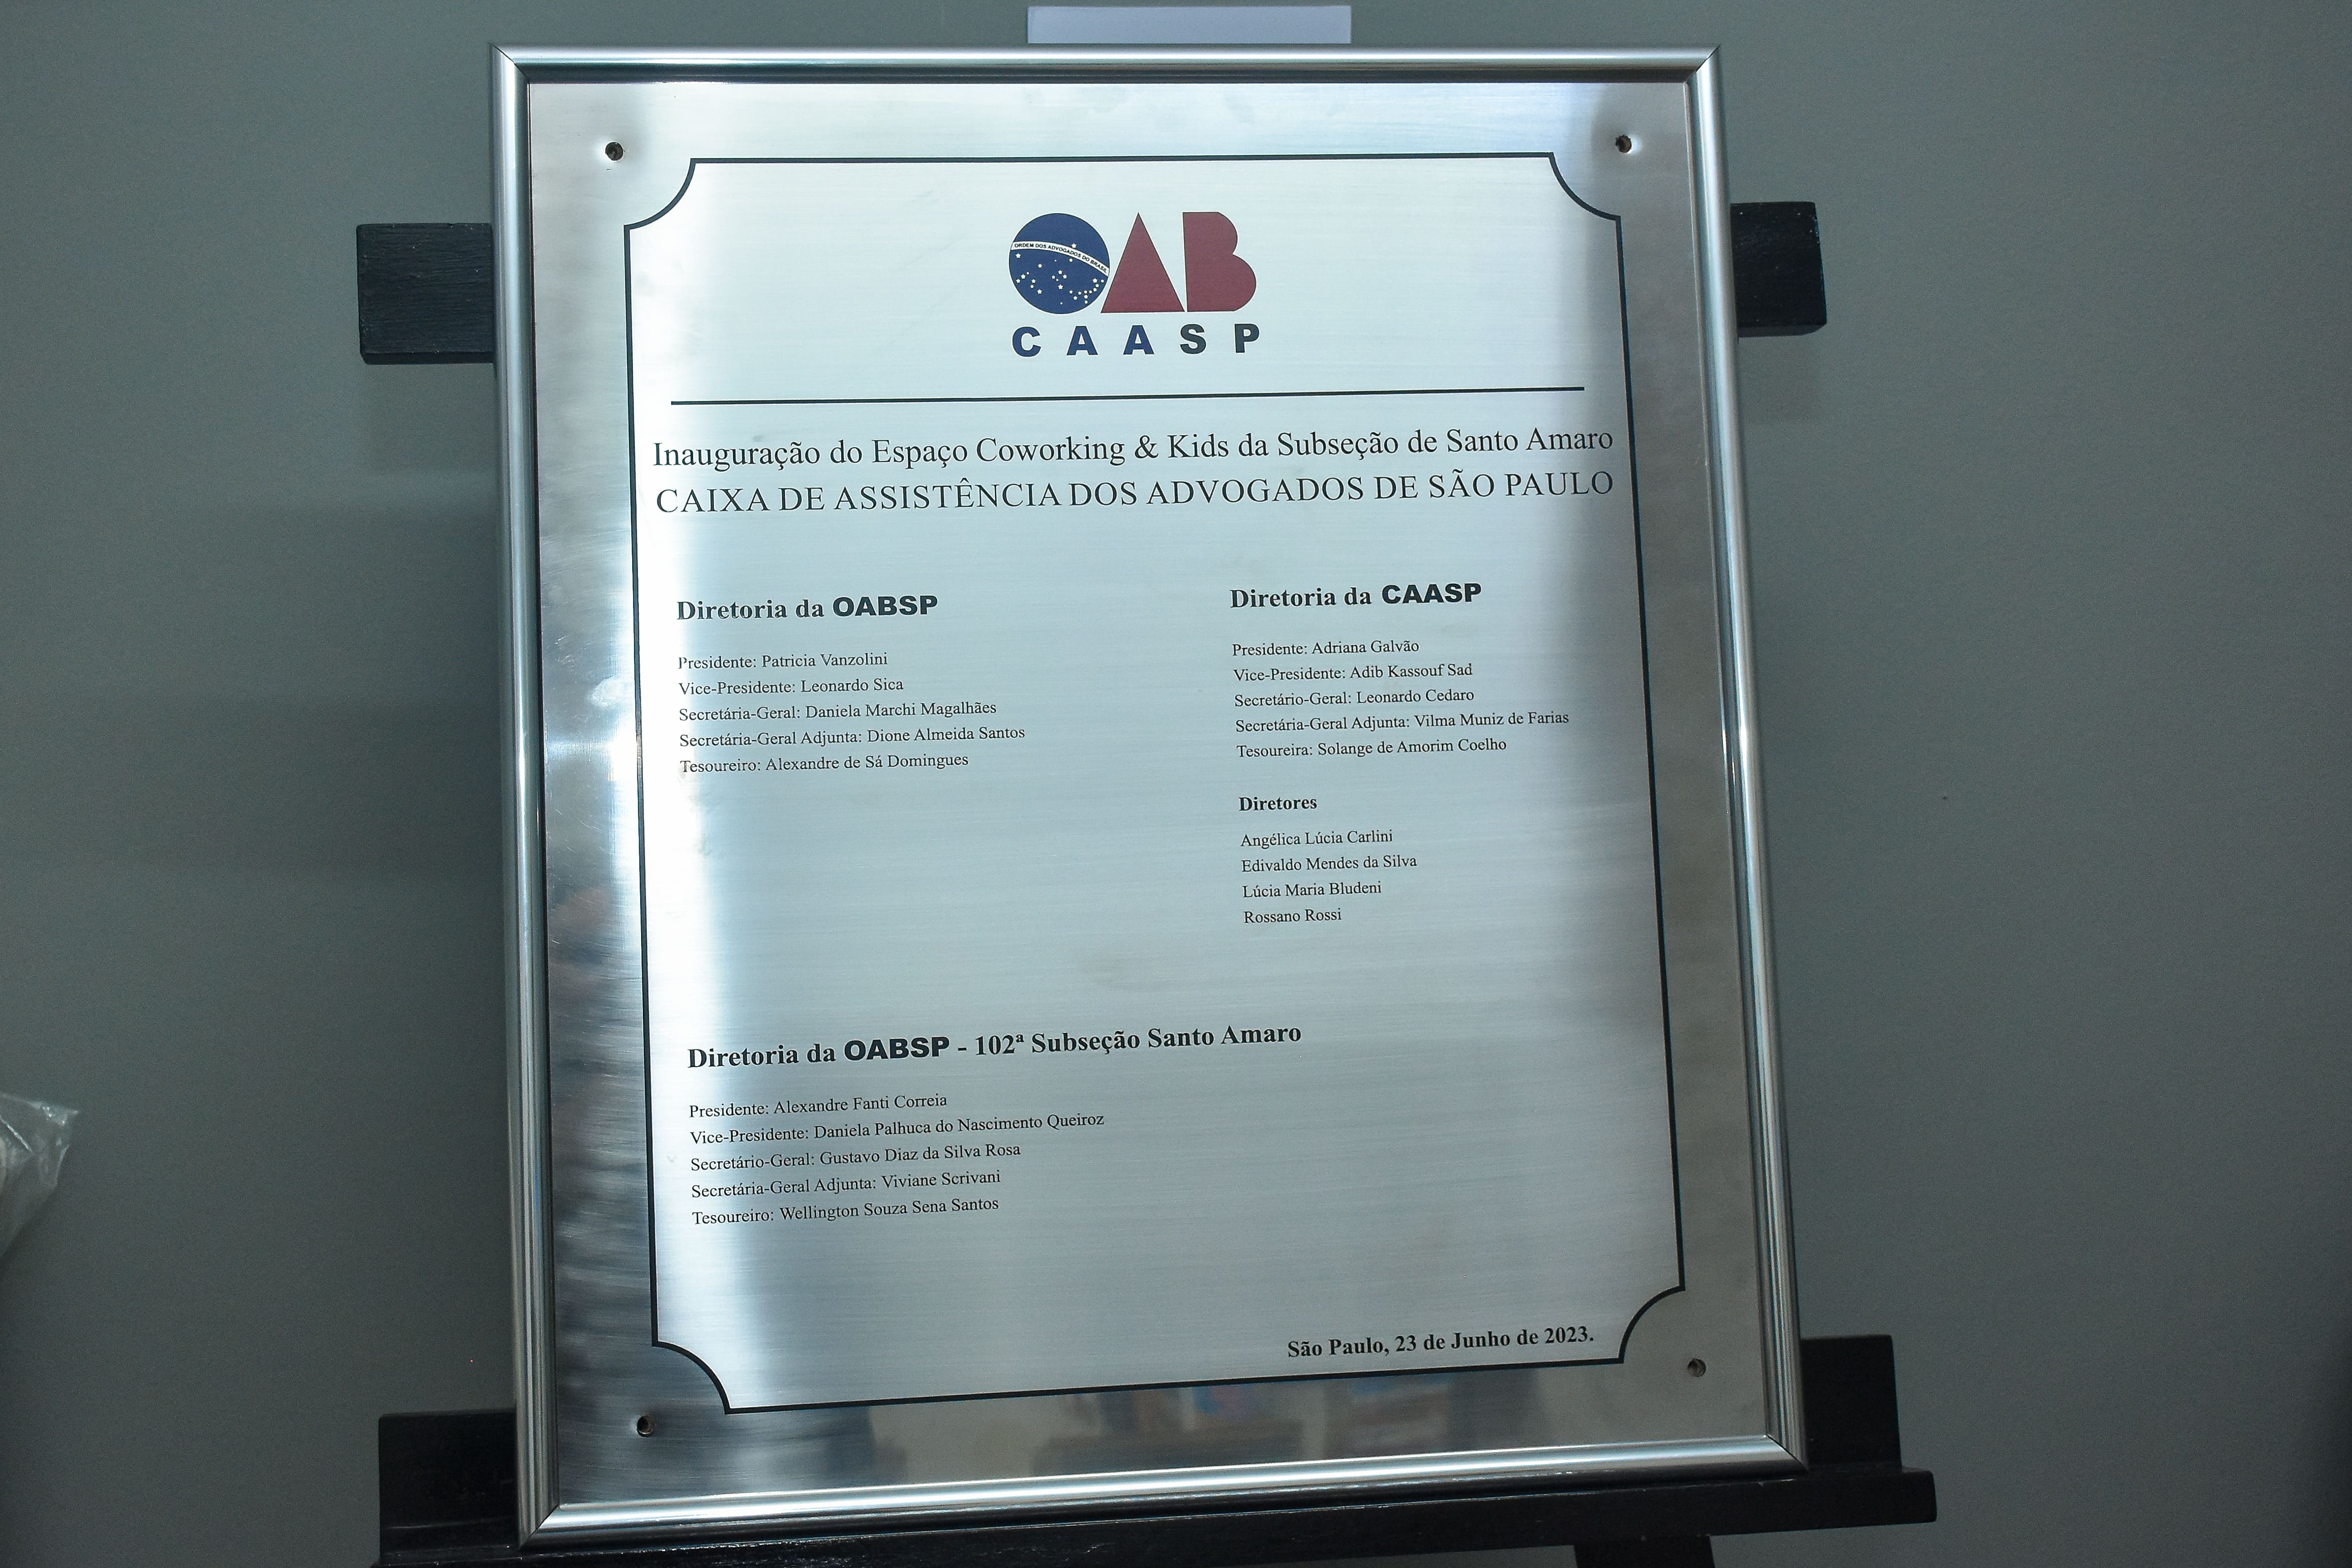 ORDEM DOS ADVOGADOS DO BRASIL
OAB
CAASP
Inauguração do Espaço Coworking & Kids da Subseção de Santo Amaro
CAIXA DE ASSISTÊNCIA DOS ADVOGADOS DE SÃO PAULO
Diretoria da OABSP
Presidente: Patricia Vanzolini
Vice-Presidente: Leonardo Sica
Secretária-Geral: Daniela Marchi Magalhães
Secretária-Geral Adjunta: Dione Almeida Santos
Tesoureiro: Alexandre de Sá Domingues
Diretoria da CAASP
Presidente: Adriana Galvão
Vice-Presidente: Adib Kassouf Sad
Secretário-Geral: Leonardo Cedaro
Secretária-Geral Adjunta: Vilma Muniz de Farias
Tesoureira: Solange de Amorim Coelho
Diretores
Angélica Lúcia Carlini
Edivaldo Mendes da Silva
Lúcia Maria Bludeni
Rossano Rossi
Diretoria da OABSP - 102ª Subseção Santo Amaro
Presidente: Alexandre Fanti Correia
Vice-Presidente: Daniela Palhuca do Nascimento Queiroz
Secretário-Geral: Gustavo Diaz da Silva Rosa
Secretária-Geral Adjunta: Viviane Scrivani
Tesoureiro: Wellington Souza Sena Santos
São Paulo, 23 de Junho de 2023.